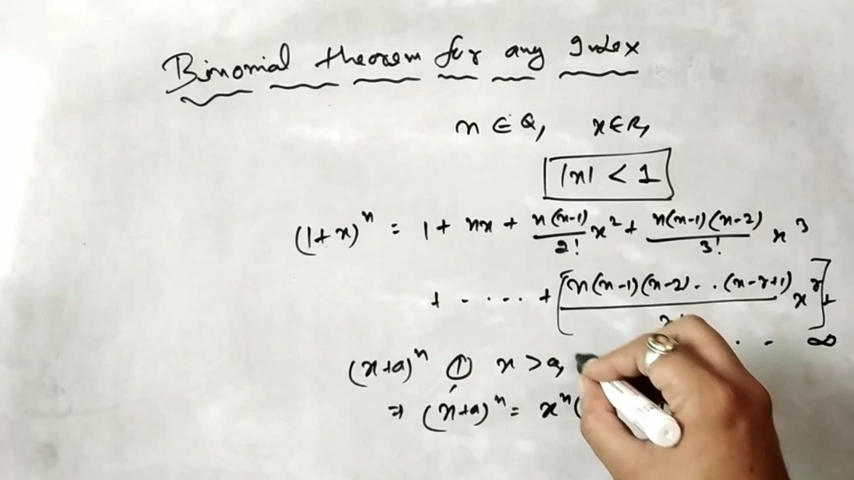 Binomial theorem for any Index
n ∈ Q, x ∈ R,
|x| < 1
(1+x)^n = 1 + nx + n(n-1)/2! x^2 + n(n-1)(n-2)/3! x^3
+ ..... + [n(n-1)(n-2)...(n-r+1)/r! x^r] +
.. ∞
(x+a)^n ① x > a,
⇒ (x+a)^n = x^n (